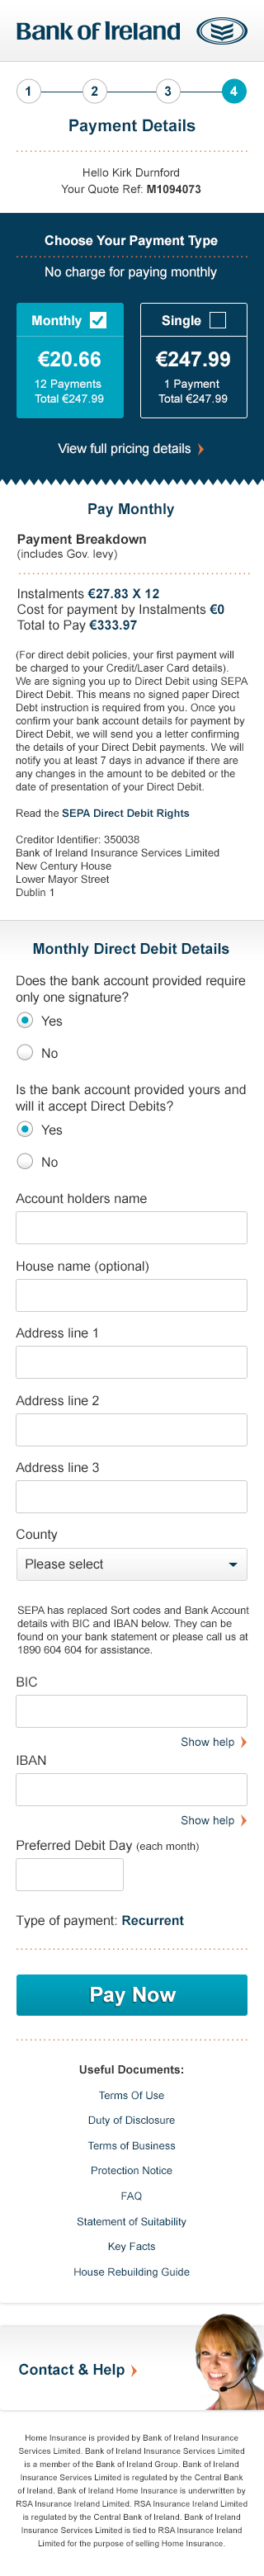 Bank of Ireland
1 2 3 4
Payment Details
Hello Kirk Durnford
Your Quote Ref: M1094073
Choose Your Payment Type
No charge for paying monthly
Monthly Single
€20.66 €247.99
12 Payments 1 Payment
Total €247.99 Total €247.99
View full pricing details
Pay Monthly
Payment Breakdown
(includes Gov. levy)
Instalments €27.83 X 12
Cost for payment by Instalments €0
Total to Pay €333.97
(For direct debit policies, your first payment will
be charged to your Credit/Laser Card details).
We are signing you up to Direct Debit using SEPA
Direct Debit. This means no signed paper Direct
Debt instruction is required from you. Once you
confirm your bank account details for payment by
Direct Debit, we will send you a letter confirming
the details of your Direct Debit payments. We will
notify you at least 7 days in advance if there are
any changes in the amount to be debited or the
date of presentation of your Direct Debit.
Read the SEPA Direct Debit Rights
Creditor Identifier: 350038
Bank of Ireland Insurance Services Limited
New Century House
Lower Mayor Street
Dublin 1
Monthly Direct Debit Details
Does the bank account provided require
only one signature?
Yes
No
Is the bank account provided yours and
will it accept Direct Debits?
Yes
No
Account holders name
House name (optional)
Address line 1
Address line 2
Address line 3
County
Please select
SEPA has replaced Sort codes and Bank Account
details with BIC and IBAN below. They can be
found on your bank statement or please call us at
1890 604 604 for assistance.
BIC
Show help
IBAN
Show help
Preferred Debit Day (each month)
Type of payment: Recurrent
Pay Now
Useful Documents:
Terms Of Use
Duty of Disclosure
Terms of Business
Protection Notice
FAQ
Statement of Suitability
Key Facts
House Rebuilding Guide
Contact & Help
Home Insurance is provided by Bank of Ireland Insurance
Services Limited. Bank of Ireland Insurance Services Limited
is a member of the Bank of Ireland Group. Bank of Ireland
Insurance Services Limited is regulated by the Central Bank
of Ireland. Bank of Ireland Home Insurance is underwritten by
RSA Insurance Ireland Limited. RSA Insurance Ireland Limited
is regulated by the Central Bank of Ireland. Bank of Ireland
Insurance Services Limited is tied to RSA Insurance Ireland
Limited for the purpose of selling Home Insurance.